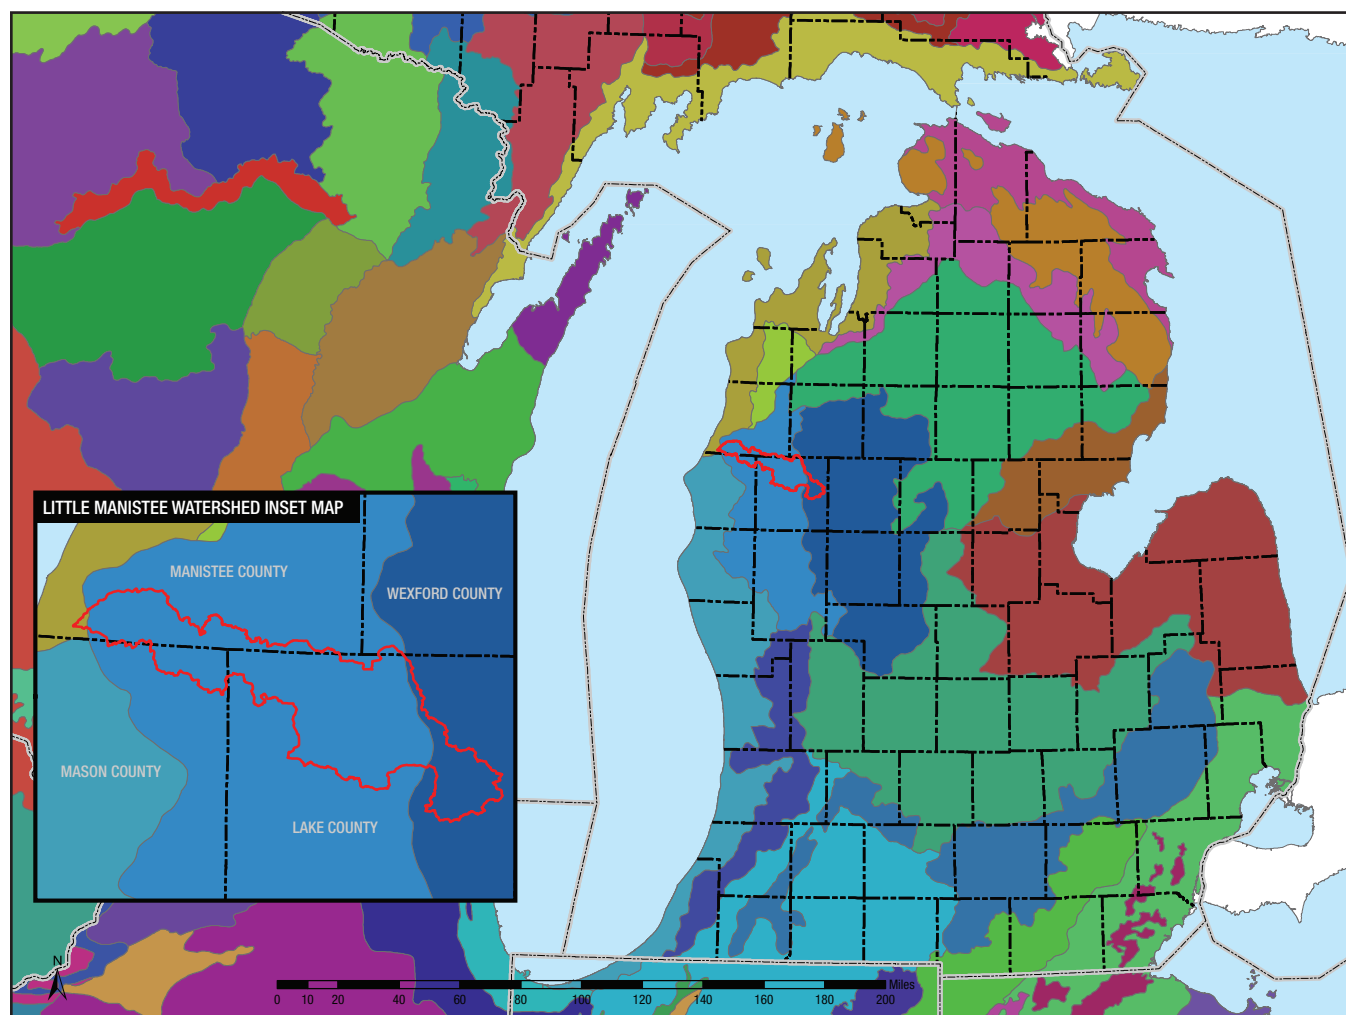 LITTLE MANISTEE WATERSHED INSET MAP
MANISTEE COUNTY
WEXFORD COUNTY
MASON COUNTY
LAKE COUNTY
N
Miles
0 10 20 40 60 80 100 120 140 160 180 200